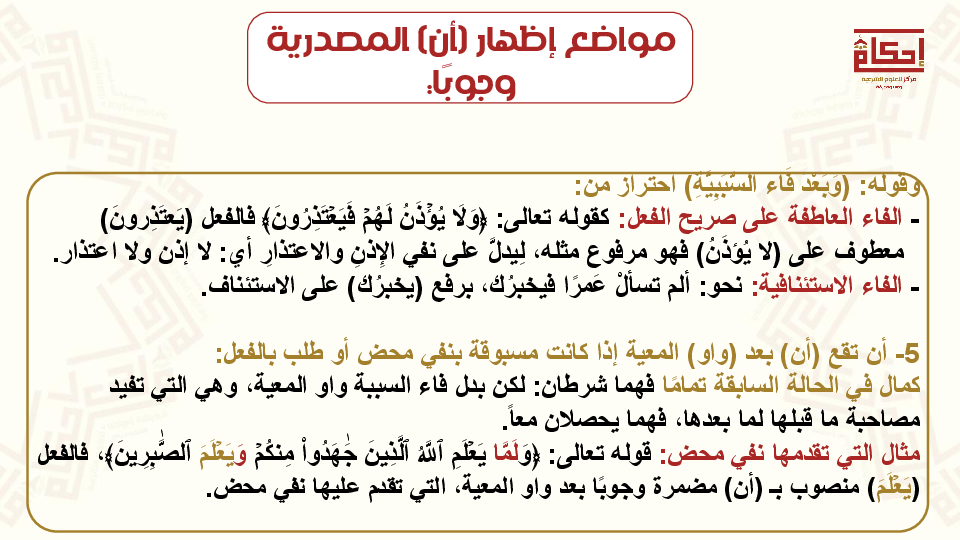 مواضع إظهار (أن) المصدرية
وجوبًا:
إحكام
مركز للعلوم الشرعية
وقوله: (وَبَعْدَ فَاء السَّبَبِيَّةِ) احتراز من:
- الفاء العاطفة على صريح الفعل: كقوله تعالى: ﴿وَلَا يُؤۡذَنُ لَهُمۡ فَيَعۡتَذِرُونَ﴾ فالفعل (يَعتَذِرونَ)
معطوف على (لا يُؤذَنُ) فهو مرفوع مثله، لِيدلَّ على نفي الإِذنِ والاعتذارِ أي: لا إذن ولا اعتذار.
- الفاء الاستئنافية: نحو: ألم تسألْ عَمرًا فيخبرُك، برفع (يخبرُك) على الاستئناف.
5- أن تقع (أن) بعد (واو) المعية إذا كانت مسبوقة بنفي محض أو طلب بالفعل:
كمال في الحالة السابقة تمامًا فهما شرطان: لكن بدل فاء السببة واو المعية، وهي التي تفيد
مصاحبة ما قبلها لما بعدها، فهما يحصلان معاً.
مثال التي تقدمها نفي محض: قوله تعالى: ﴿وَلَمَّا يَعۡلَمِ ٱللَّهُ ٱلَّذِينَ جَٰهَدُواْ مِنكُمۡ وَيَعۡلَمَ ٱلصَّٰبِرِينَ﴾، فالفعل
(يَعۡلَمَ) منصوب بـ (أن) مضمرة وجوبًا بعد واو المعية، التي تقدم عليها نفي محض.